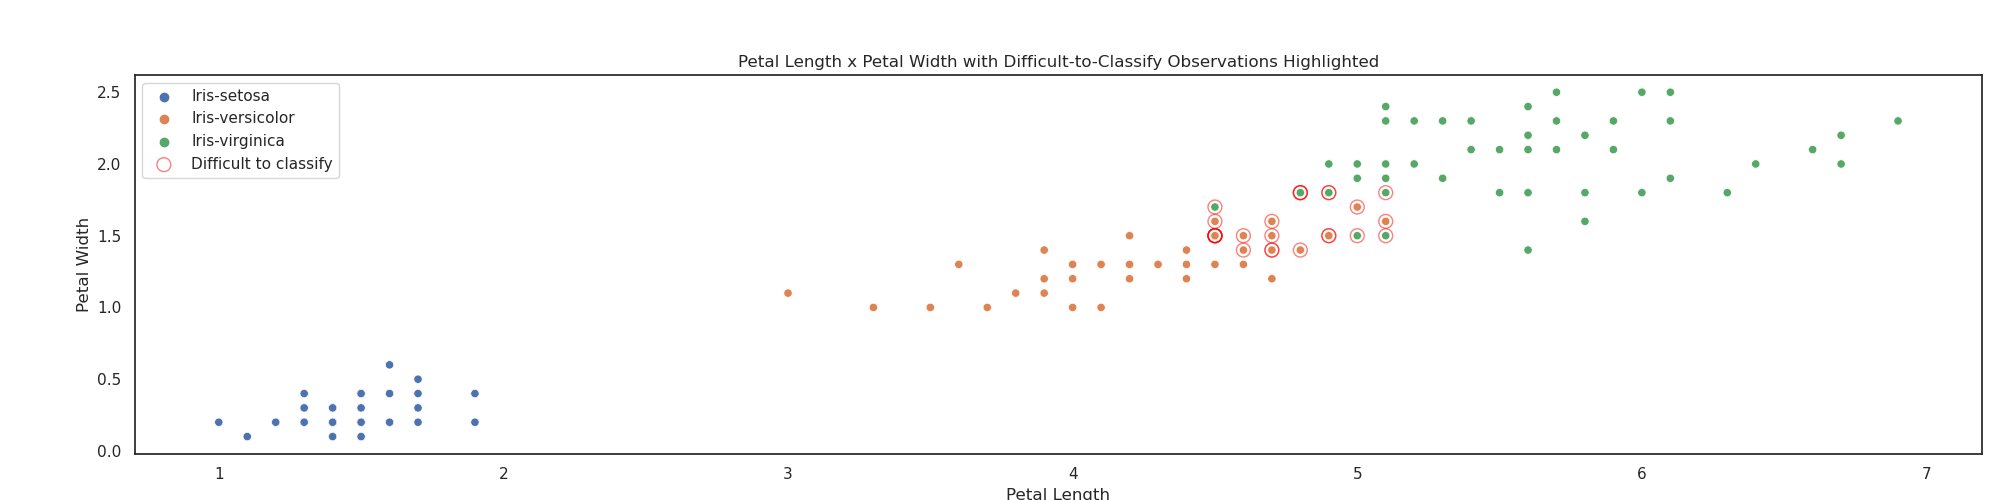 Petal Length x Petal Width with Difficult-to-Classify Observations Highlighted
Iris-setosa
Iris-versicolor
Iris-virginica
Difficult to classify
Petal Width
2.5
2.0
1.5
1.0
0.5
0.0
1 2 3 4 5 6 7
Petal Length